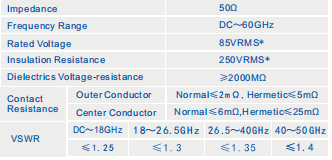 Impedance 50Ω
Frequency Range DC～60GHz
Rated Voltage 85VRMS*
Insulation Resistance 250VRMS*
Dielectrics Voltage-resistance ≥2000MΩ
Contact Resistance Outer Conductor Normal≤2mΩ, Hermetic≤5mΩ
Center Conductor Normal≤6mΩ,Hermetic≤25mΩ
VSWR DC～18GHz 18～26.5GHz 26.5～40GHz 40～50GHz
≤1.25 ≤1.3 ≤1.35 ≤1.4